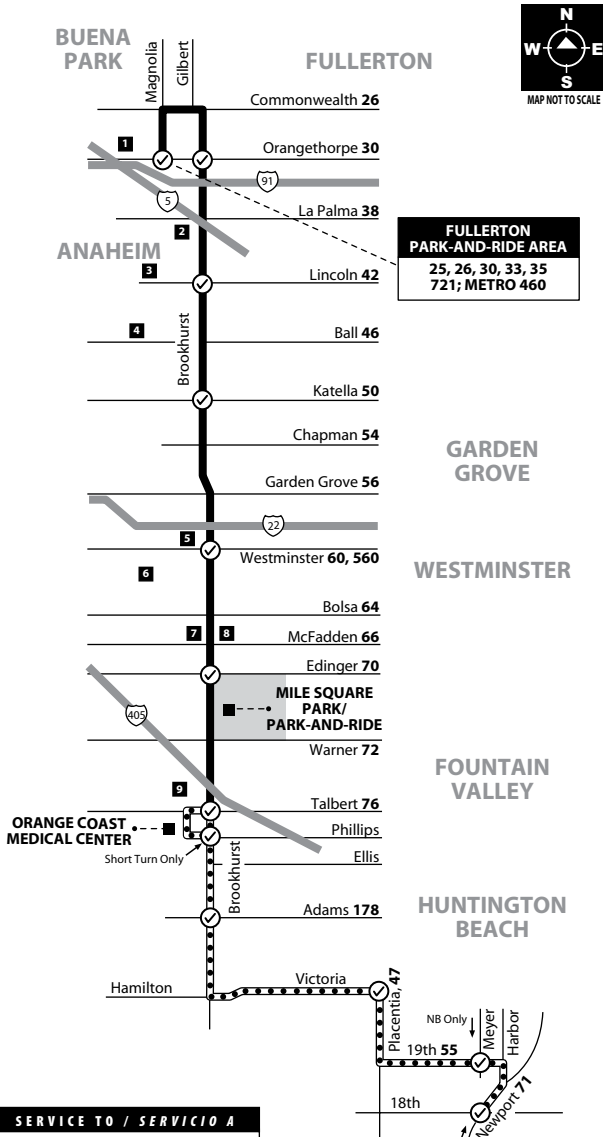 BUENA
PARK
Magnolia
Gilbert
FULLERTON
N
W
E
S
MAP NOT TO SCALE
Commonwealth 26
1
Orangethorpe 30
91
5
La Palma 38
2
FULLERTON
PARK-AND-RIDE AREA
25, 26, 30, 33, 35
721; METRO 460
ANAHEIM
3
Lincoln 42
4
Ball 46
Brookhurst
Katella 50
Chapman 54
GARDEN
GROVE
Garden Grove 56
22
5
Westminster 60, 560
6
WESTMINSTER
Bolsa 64
7
8
McFadden 66
Edinger 70
MILE SQUARE
PARK/
PARK-AND-RIDE
405
Warner 72
FOUNTAIN
VALLEY
9
Talbert 76
ORANGE COAST
MEDICAL CENTER
Phillips
Short Turn Only
Ellis
Brookhurst
Adams 178
HUNTINGTON
BEACH
Hamilton
Victoria
Placentia, 47
NB Only
Meyer
Harbor
19th 55
18th
Newport 71
SERVICE TO / SERVICIO A